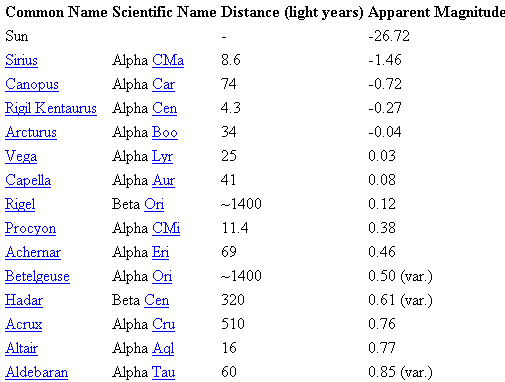 Common Name Scientific Name Distance (light years) Apparent Magnitude
Sun - -26.72
Sirius Alpha CMa 8.6 -1.46
Canopus Alpha Car 74 -0.72
Rigil Kentaurus Alpha Cen 4.3 -0.27
Arcturus Alpha Boo 34 -0.04
Vega Alpha Lyr 25 0.03
Capella Alpha Aur 41 0.08
Rigel Beta Ori ~1400 0.12
Procyon Alpha CMi 11.4 0.38
Achernar Alpha Eri 69 0.46
Betelgeuse Alpha Ori ~1400 0.50 (var.)
Hadar Beta Cen 320 0.61 (var.)
Acrux Alpha Cru 510 0.76
Altair Alpha Aql 16 0.77
Aldebaran Alpha Tau 60 0.85 (var.)